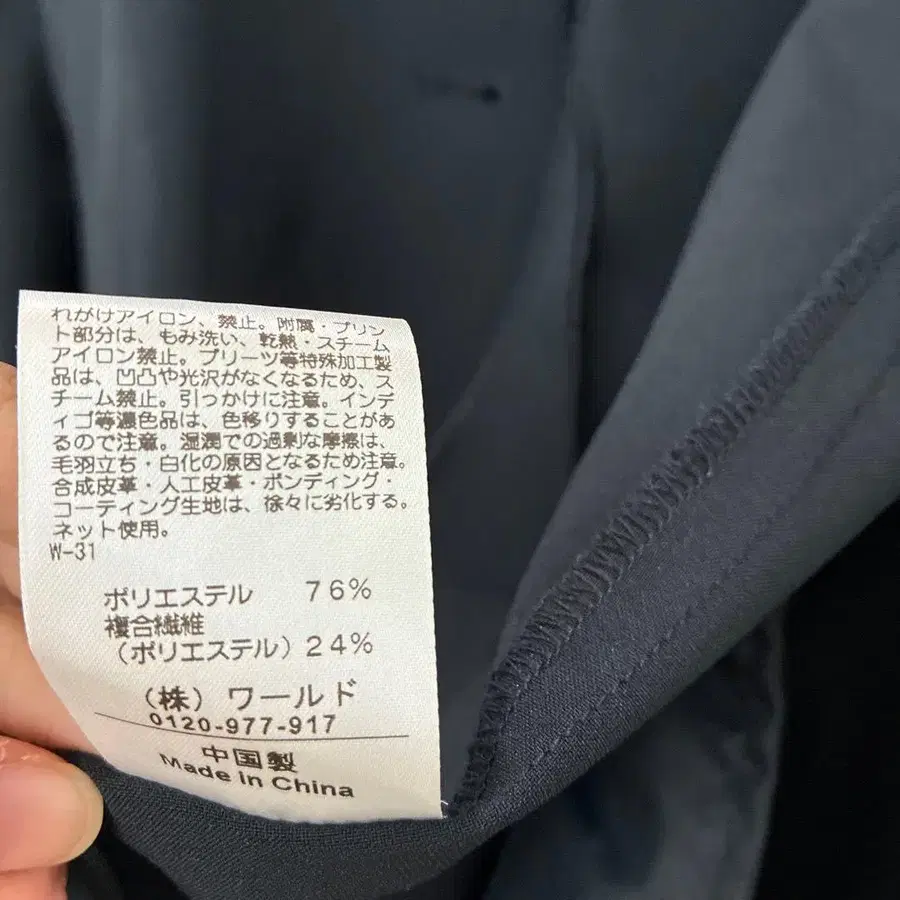 れがけアイロン、禁止。附属・プリン
ト部分は、もみ洗い、乾熱・スチーム
アイロン禁止。プリーツ等特殊加工製
品は、凹凸や光沢がなくなるため、ス
チーム禁止。引っかけに注意。インデ
ィゴ等濃色品は、色移りすることがあ
るので注意。湿潤での過剰な摩擦は、
毛羽立ち・白化の原因となるため注意。
合成皮革・人工皮革・ボンディング・
コーティング生地は、徐々に劣化する。
ネット使用。
W-31
ポリエステル 76%
複合繊維
(ポリエステル) 24%
(株) ワールド
0120-977-917
中国製
Made in China